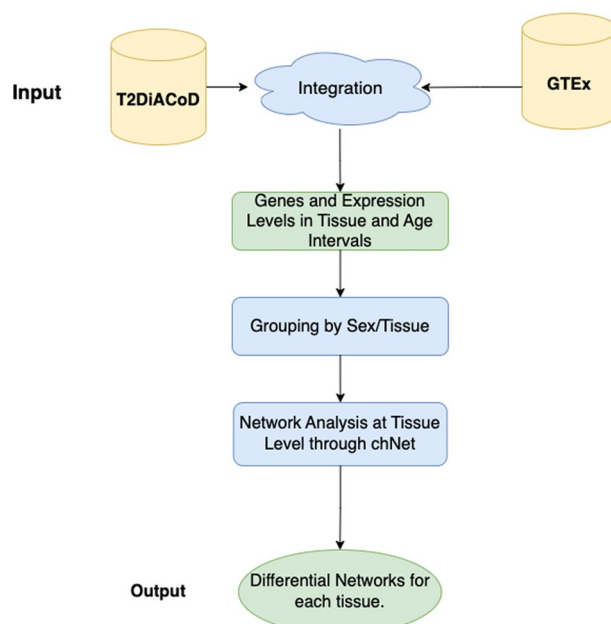 Input
T2DiACoD
Integration
GTEx
Genes and Expression
Levels in Tissue and Age
Intervals
Grouping by Sex/Tissue
Network Analysis at Tissue
Level through chNet
Output
Differential Networks for
each tissue.